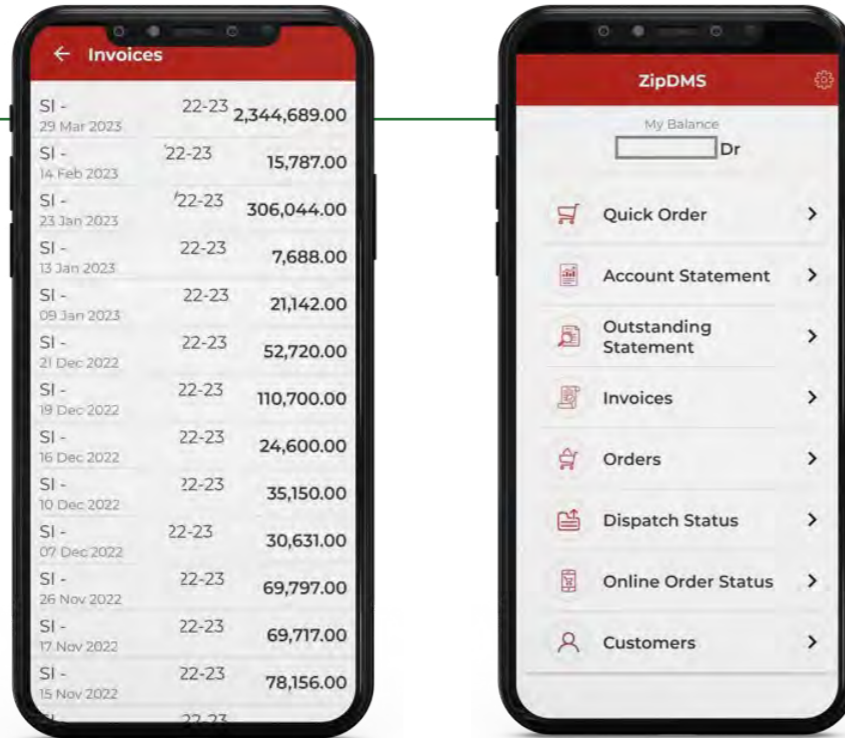 ← Invoices
SI - 22-23 2,344,689.00
29 Mar 2023
SI - '22-23 15,787.00
14 Feb 2023
SI - 22-23 306,044.00
23 Jan 2023
SI - 22-23 7,688.00
13 Jan 2023
SI - 22-23 21,142.00
09 Jan 2023
SI - 22-23 52,720.00
21 Dec 2022
SI - 22-23 110,700.00
19 Dec 2022
SI - 22-23 24,600.00
16 Dec 2022
SI - 22-23 35,150.00
10 Dec 2022
SI - 22-23 30,631.00
07 Dec 2022
SI - 22-23 69,797.00
26 Nov 2022
SI - 22-23 69,717.00
17 Nov 2022
SI - 22-23 78,156.00
15 Nov 2022
22-23
ZipDMS
My Balance
Dr
Quick Order
Account Statement
Outstanding
Statement
Invoices
Orders
Dispatch Status
Online Order Status
Customers